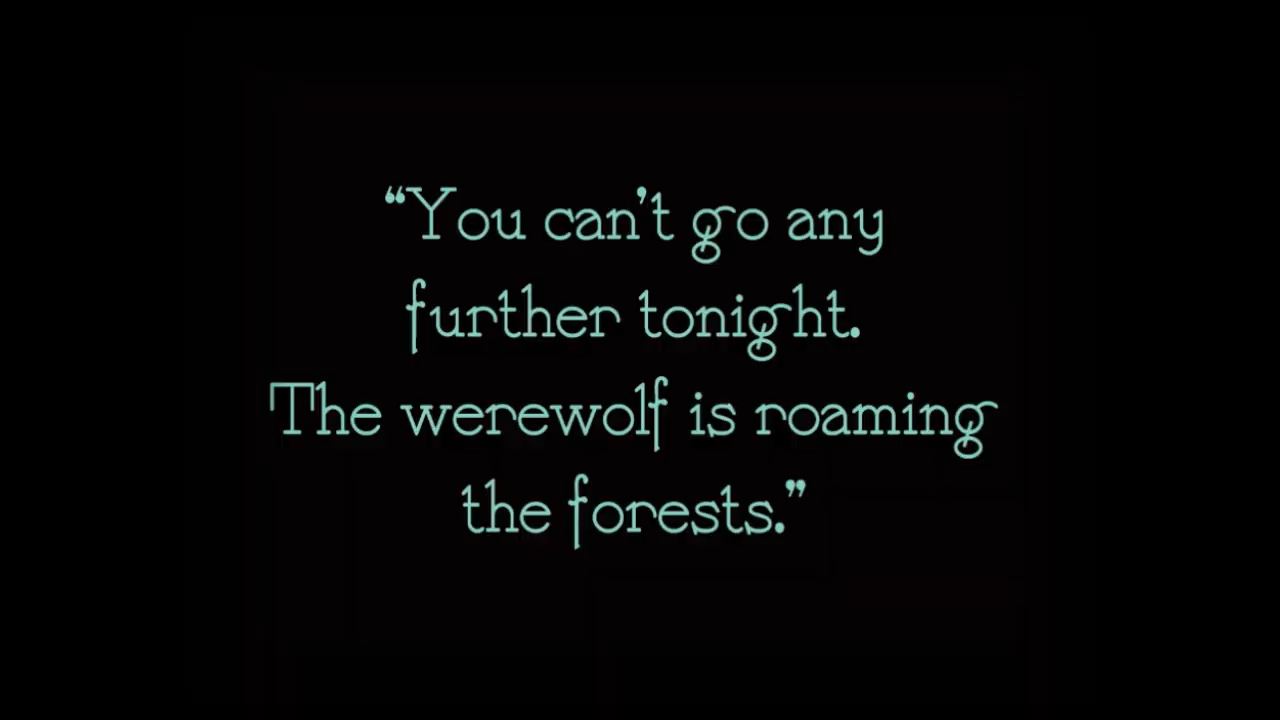 “You can’t go any
further tonight.
The werewolf is roaming
the forests.”